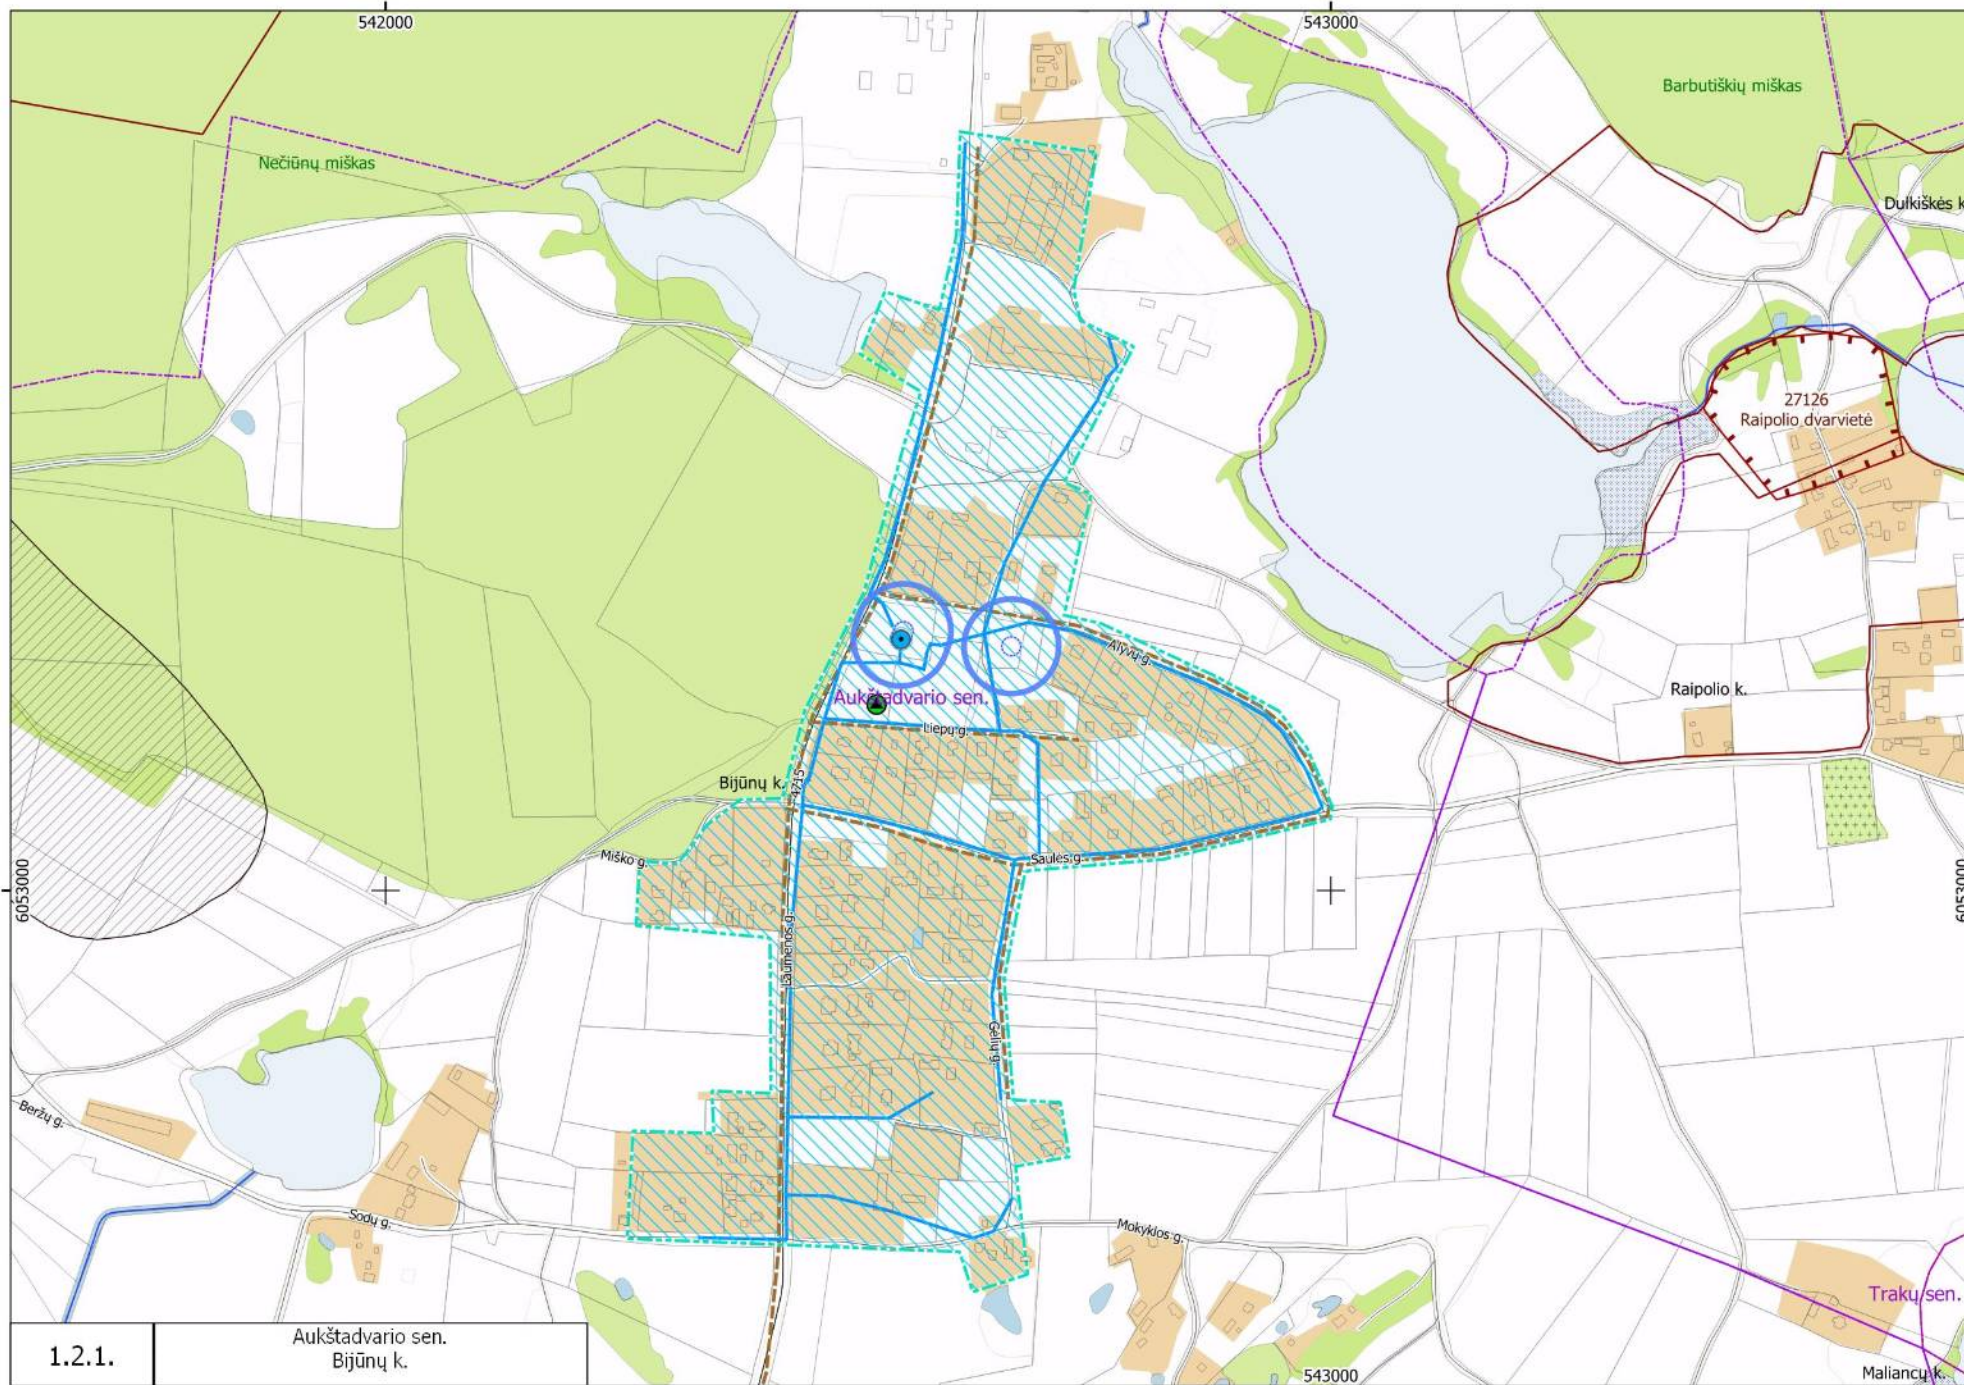 542000
543000
Barbutiškių miškas
Nečiūnų miškas
Dulkiškės k
27126
Raipolio dvarvietė
Alyvų g.
Aukštadvario sen.
Raipolio k.
Liepų g.
4715
Bijūnų k.
Miško g.
Saulės g.
6053000
6053000
Laumenos g.
Gėlių g.
Beržų g.
Sodų g.
Mokyklos g.
Trakų sen.
1.2.1.
Aukštadvario sen.
Bijūnų k.
543000
Maliancų k.